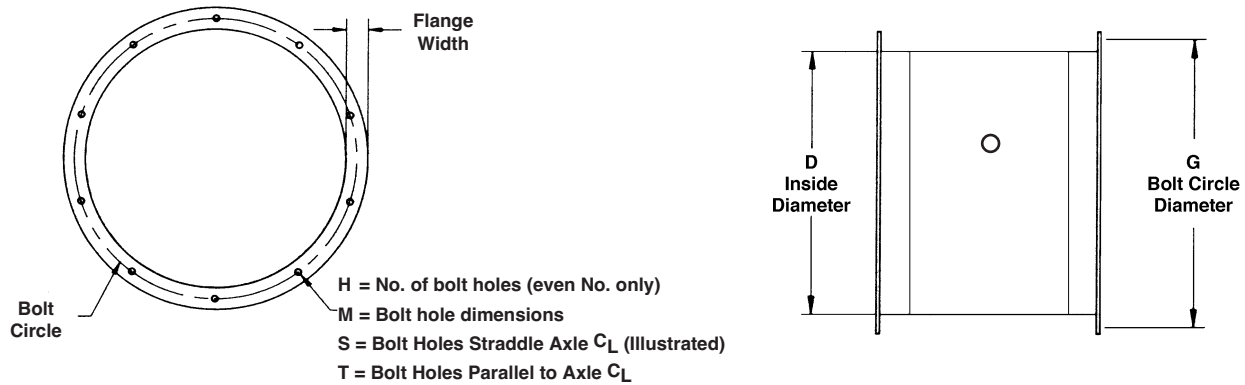 Flange
Width
Bolt
Circle
H = No. of bolt holes (even No. only)
M = Bolt hole dimensions
S = Bolt Holes Straddle Axle CL (Illustrated)
T = Bolt Holes Parallel to Axle CL
D
Inside
Diameter
G
Bolt Circle
Diameter